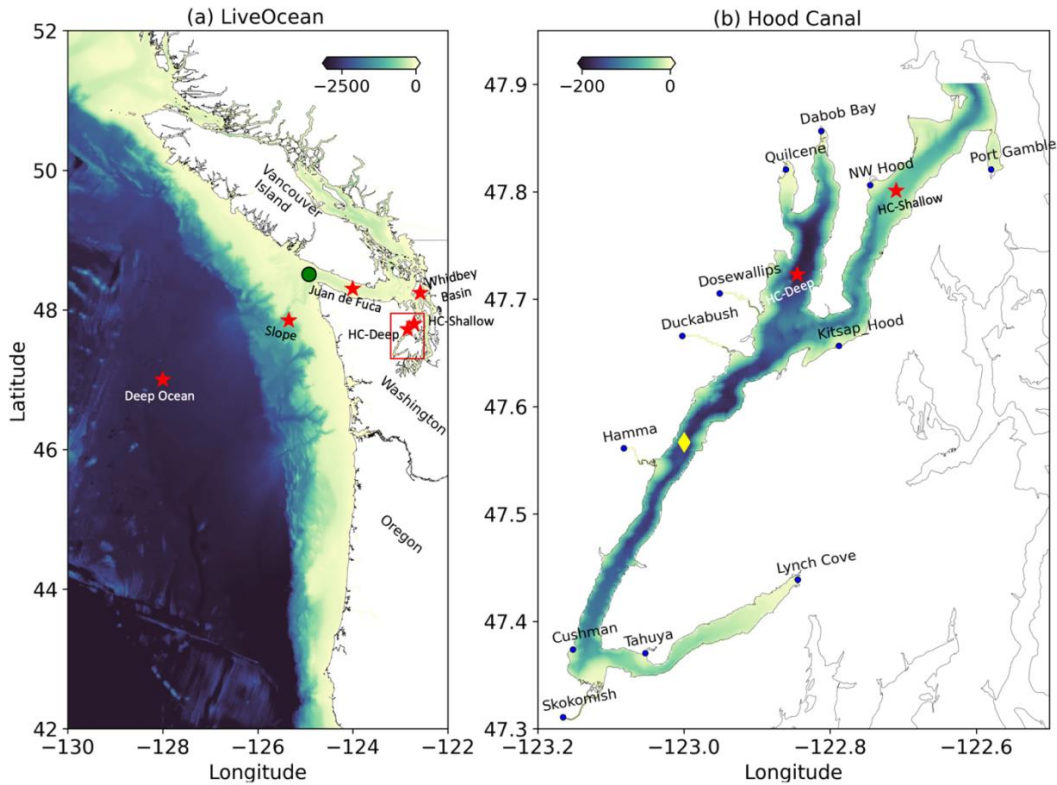 (a) LiveOcean
52
50
48
46
44
42
Latitude
−130
−128
−126
−124
−122
Longitude
−2500
0
Vancouver
Island
Juan de Fuca
Whidbey
Basin
HC-Shallow
HC-Deep
Slope
Deep Ocean
Washington
Oregon
(b) Hood Canal
47.9
47.8
47.7
47.6
47.5
47.4
47.3
−123.2
−123.0
−122.8
−122.6
Longitude
−200
0
Dabob Bay
Quilcene
NW Hood
Port Gamble
HC-Shallow
Dosewallips
HC-Deep
Duckabush
Kitsap_Hood
Hamma
Lynch Cove
Cushman
Tahuya
Skokomish